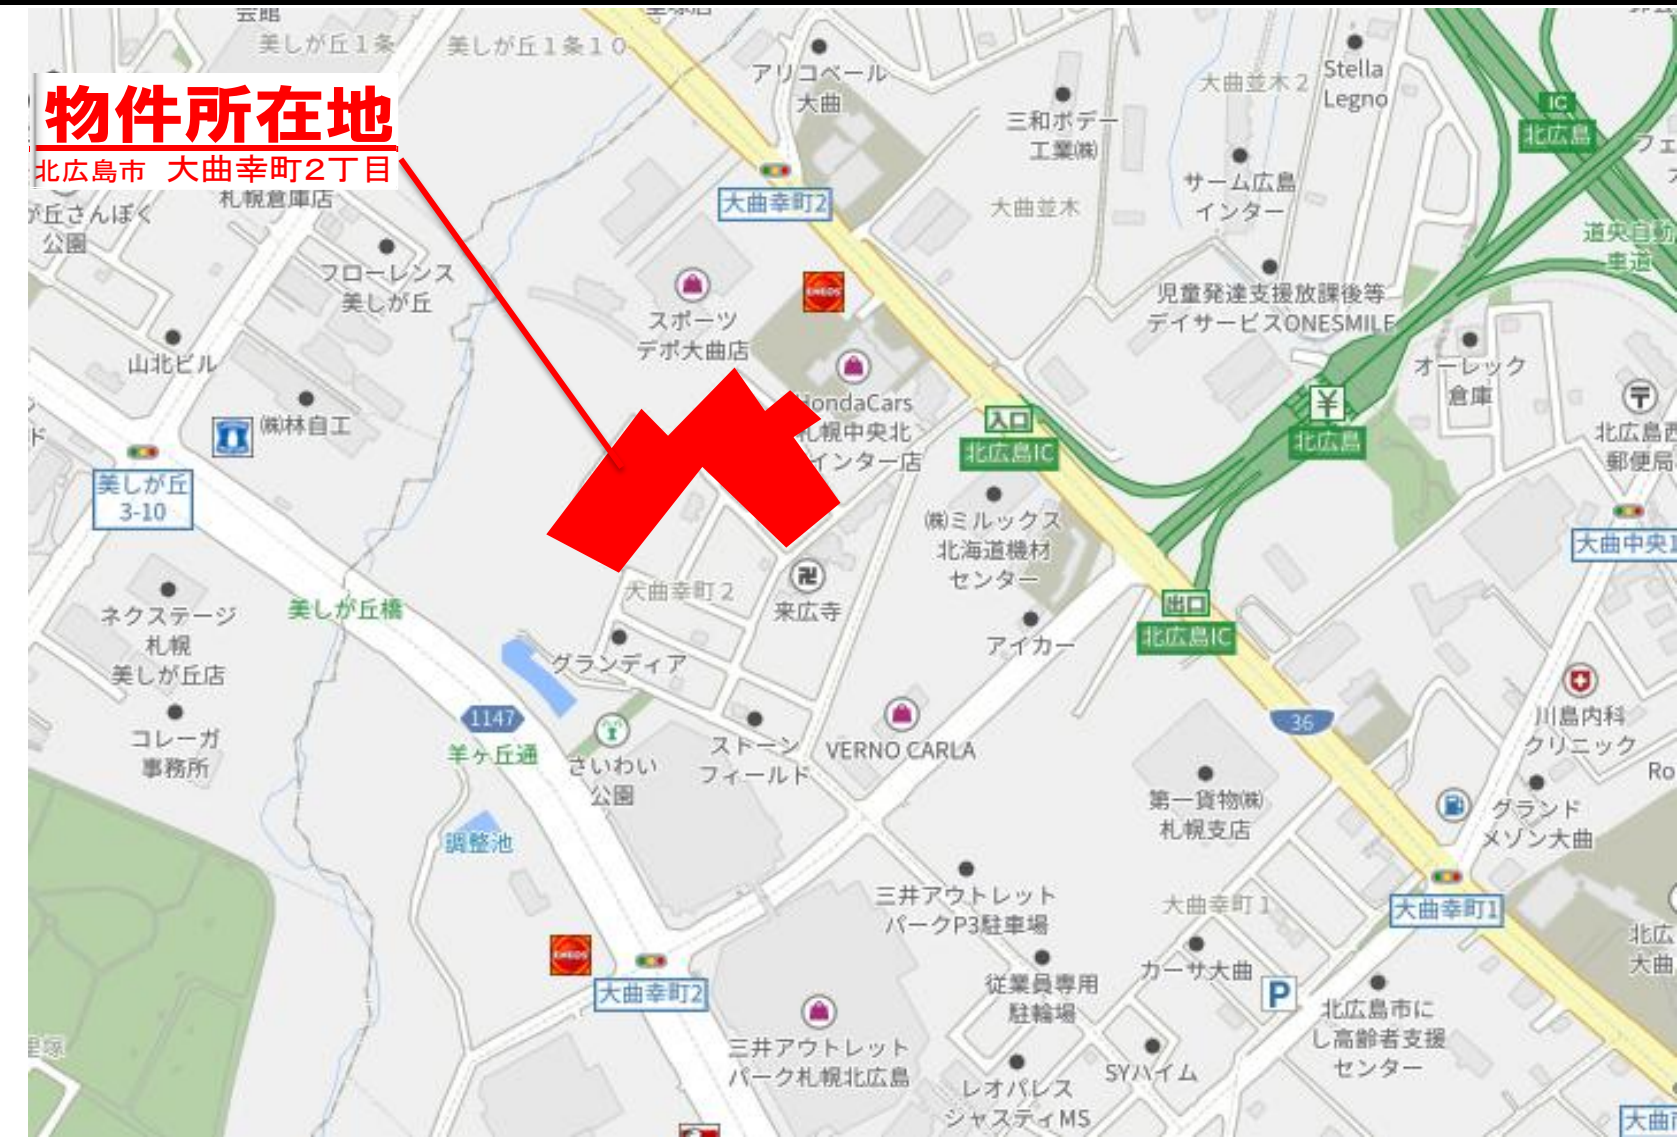 会館
美しが丘1条
美しが丘1条10
物件所在地
北広島市 大曲幸町2丁目
札幌倉庫店
が丘さんぽく
公園
フローレンス
美しが丘
山北ビル
㈱林自工
美しが丘
3-10
ネクステージ
札幌
美しが丘店
コレーガ
事務所
美しが丘橋
1147
羊ヶ丘通
調整池
アリコベール
大曲
大曲幸町2
スポーツ
デポ大曲店
ENEOS
HondaCars
札幌中央北
インター店
大曲幸町2
来広寺
グランディア
さいわい
公園
ストーン
フィールド
VERNO CARLA
三和ボデー
工業㈱
大曲並木
大曲並木2
Stella
Legno
サーム広島
インター
児童発達支援放課後等
デイサービスONESMILE
IC
北広島
道央自動
車道
オーレック
倉庫
北広島西
郵便局
大曲中央1
入口
北広島IC
北広島
㈱ミルックス
北海道機材
センター
アイカー
出口
北広島IC
36
川島内科
クリニック
Ro
グランド
メゾン大曲
第一貨物㈱
札幌支店
大曲幸町1
大曲幸町1
三井アウトレット
パークP3駐車場
従業員専用
駐輪場
カーサ大曲
P
北広島市に
し高齢者支援
センター
SYハイム
レオパレス
シャスティMS
ENEOS
大曲幸町2
三井アウトレット
パーク札幌北広島
里塚
北広
大曲
大曲